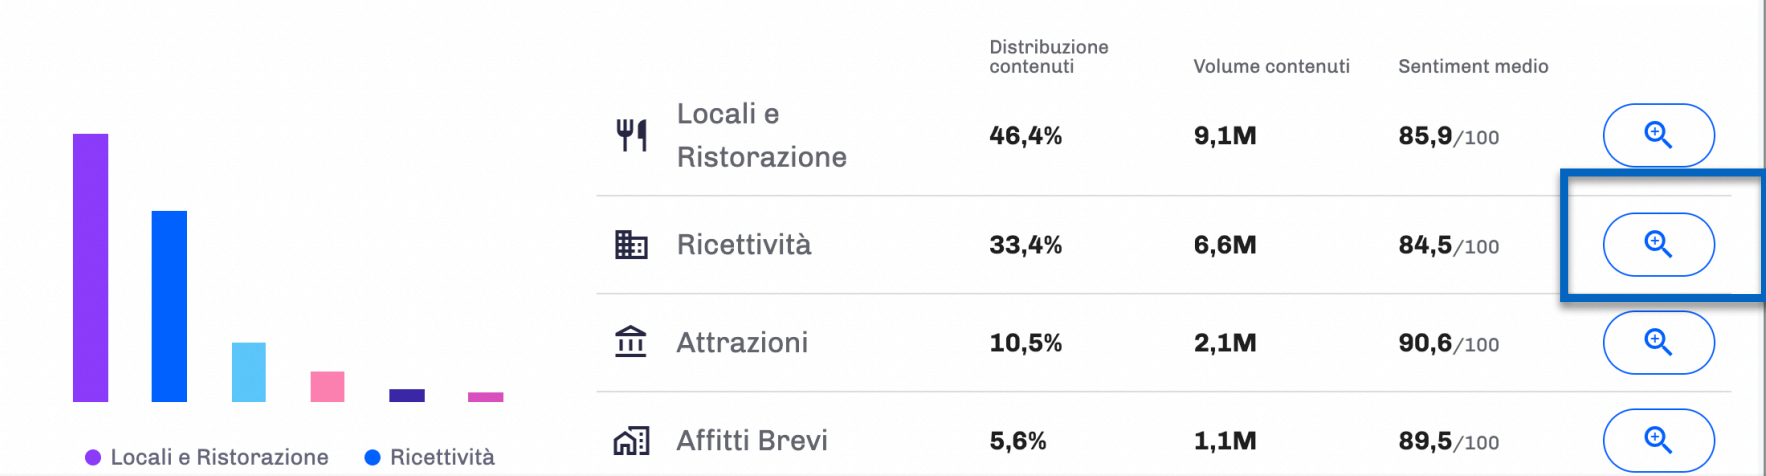 Distribuzione
contenuti
Volume contenuti
Sentiment medio
Locali e
Ristorazione
46,4%
9,1M
85,9/100
Ricettività
33,4%
6,6M
84,5/100
Attrazioni
10,5%
2,1M
90,6/100
Affitti Brevi
5,6%
1,1M
89,5/100
Locali e Ristorazione
Ricettività